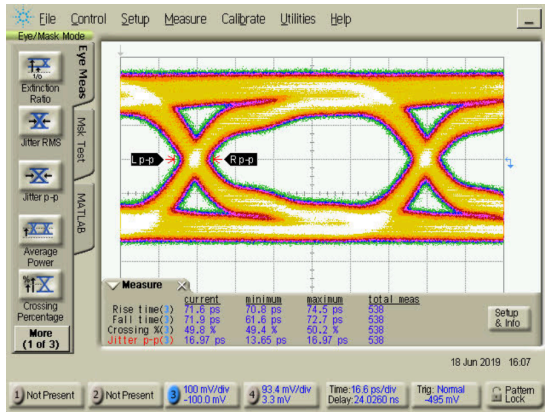 File Control Setup Measure Calibrate Utilities Help
Eye/Mask Mode
Extinction
Ratio
Jitter RMS
Jitter p-p
Average
Power
Crossing
Percentage
More
(1 of 3)
Eye Meas
Msk Test
MATLAB
L p-p
R p-p
Measure
current minimum maximum total meas
Rise time(3) 71.6 ps 70.8 ps 74.5 ps 538
Fall time(3) 71.9 ps 61.6 ps 72.7 ps 538
Crossing %(3) 49.8 % 49.4 % 50.2 % 538
Jitter p-p(3) 16.97 ps 13.65 ps 16.97 ps 538
Setup
& Info
18 Jun 2019 16:07
1 Not Present
2 Not Present
3 100 mV/div
-100.0 mV
4 93.4 mV/div
3.3 mV
Time:16.6 ps/div
Delay:24.0260 ns
Trig: Normal
-495 mV
Pattern
Lock